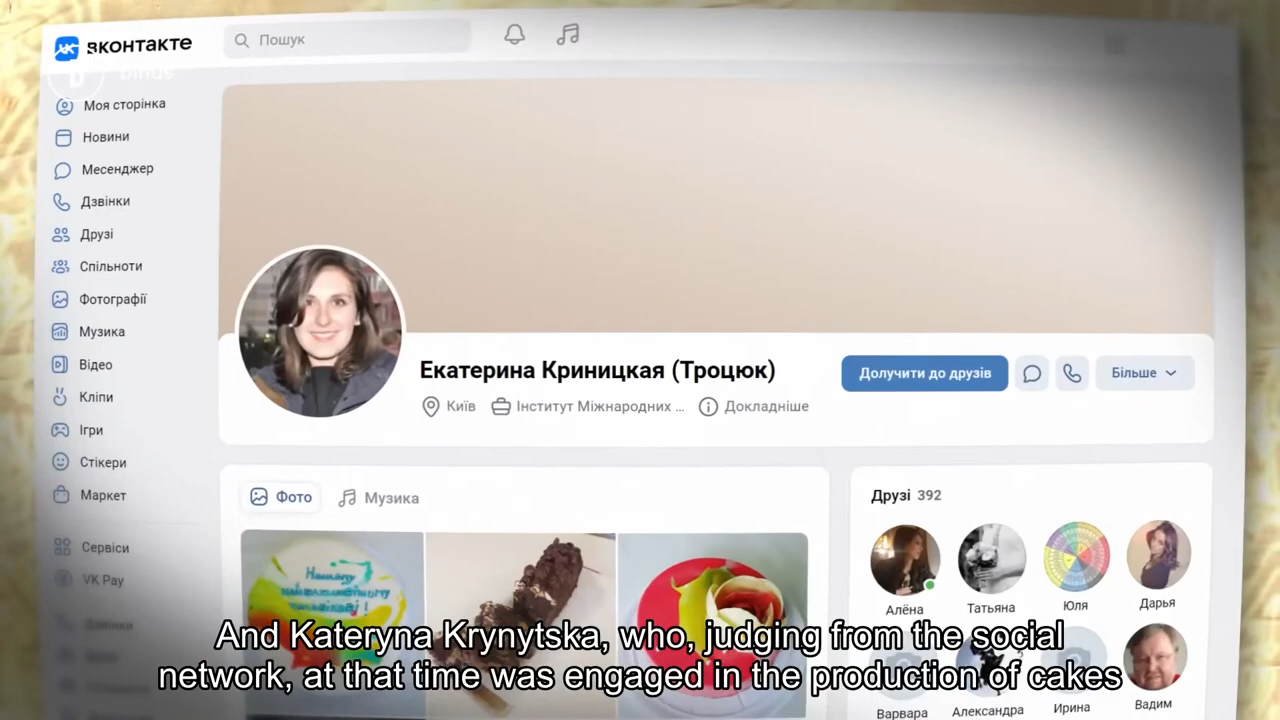 вконтакте
Пошук
bihus
Моя сторінка
Новини
Месенджер
Дзвінки
Друзі
Спільноти
Фотографії
Музика
Відео
Кліпи
Ігри
Стікери
Маркет
Сервіси
VK Pay
Екатерина Криницкая (Троцюк)
Київ
Інститут Міжнародних ...
Докладніше
Долучити до друзів
Більше
Фото
Музика
Друзі 392
Алёна
Татьяна
Юля
Дарья
Варвара
Александра
Ирина
Вадим
And Kateryna Krynytska, who, judging from the social
network, at that time was engaged in the production of cakes